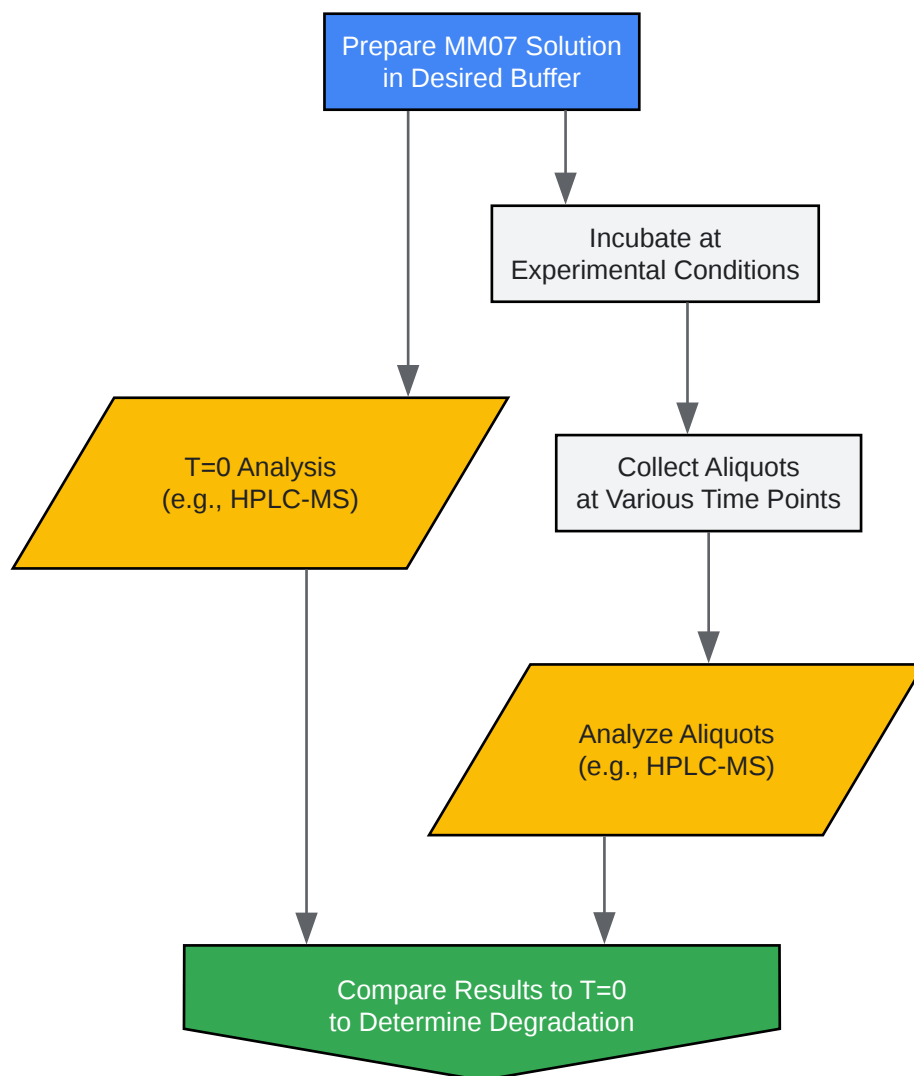 Prepare MM07 Solution
in Desired Buffer
Incubate at
Experimental Conditions
T=0 Analysis
(e.g., HPLC-MS)
Collect Aliquots
at Various Time Points
Analyze Aliquots
(e.g., HPLC-MS)
Compare Results to T=0
to Determine Degradation